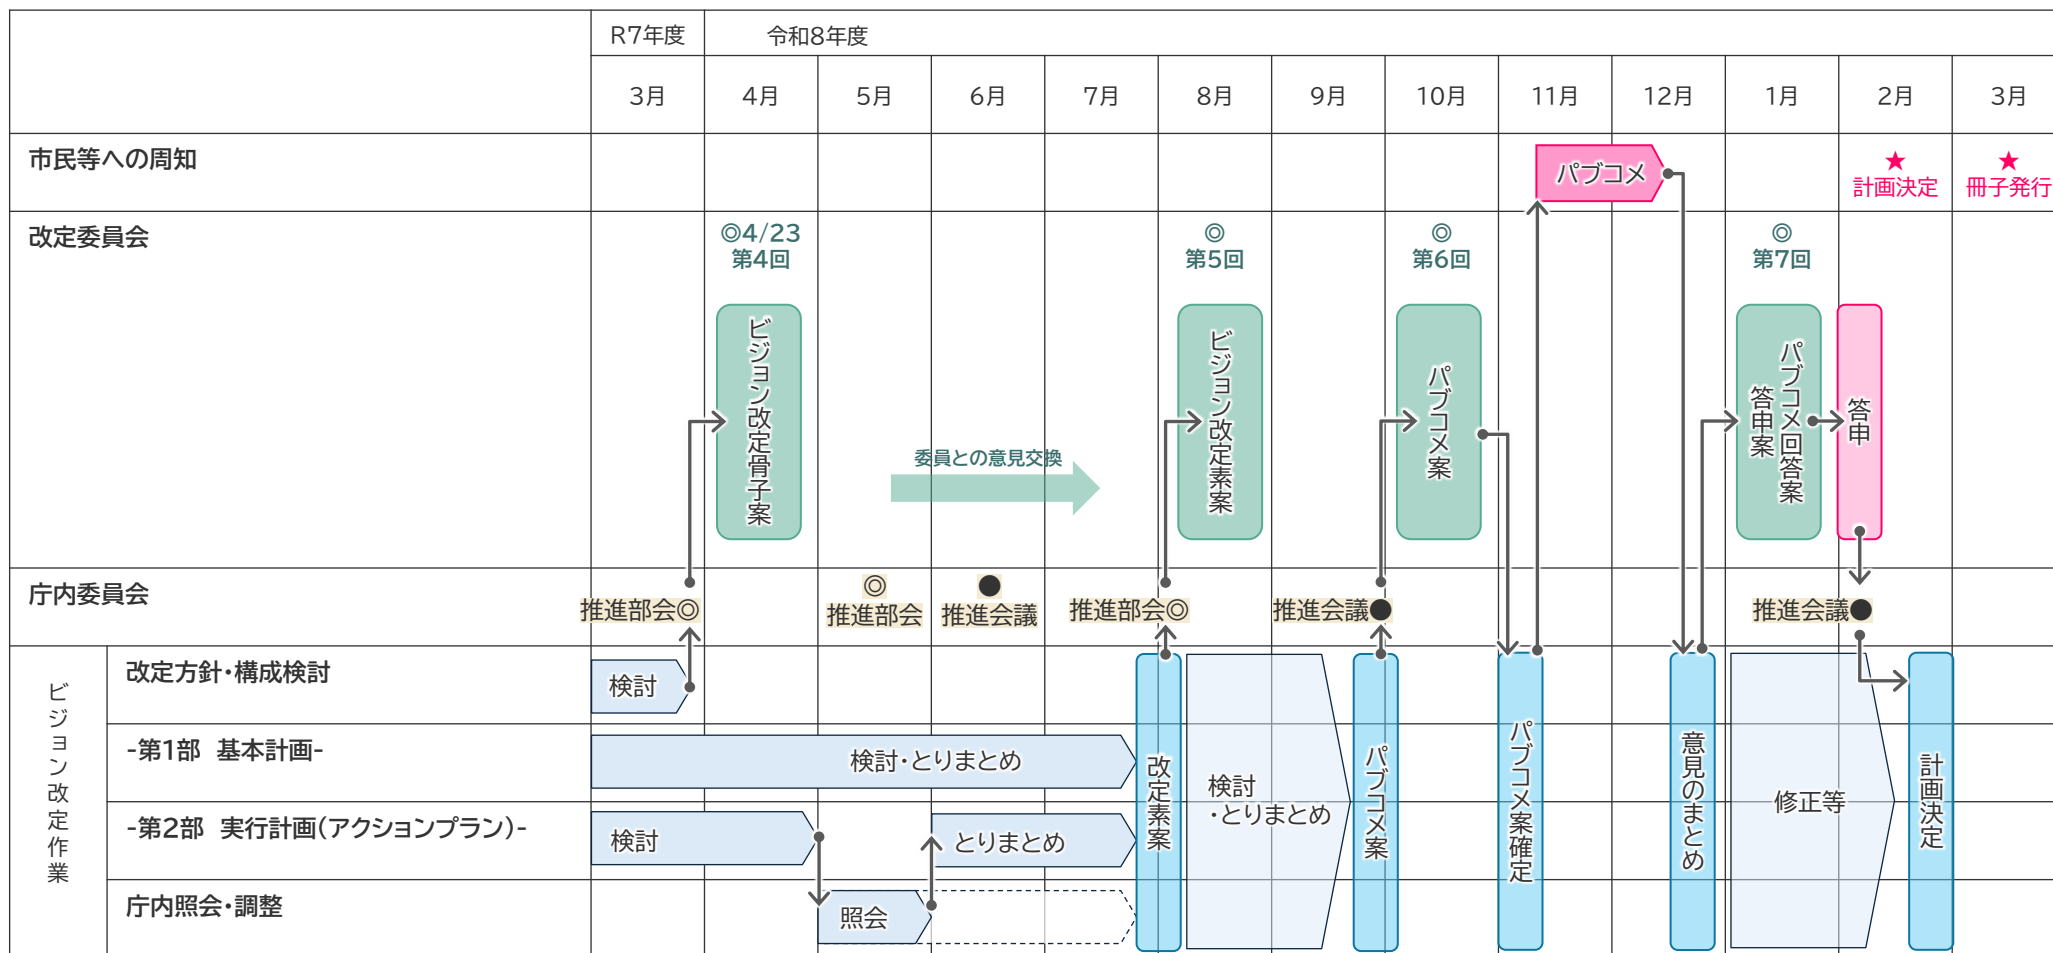 R7年度
令和8年度
3月
4月
5月
6月
7月
8月
9月
10月
11月
12月
1月
2月
3月
市民等への周知
パブコメ
★
計画決定
★
冊子発行
改定委員会
◎4/23
第4回
◎
第5回
◎
第6回
◎
第7回
ビジョン改定骨子案
委員との意見交換
ビジョン改定素案
パブコメ案
パブコメ回答案
答申案
答申
庁内委員会
推進部会◎
◎
推進部会
●
推進会議
推進部会◎
推進会議●
推進会議●
ビジョン改定作業
改定方針・構成検討
検討
-第1部 基本計画-
検討・とりまとめ
-第2部 実行計画(アクションプラン)-
検討
とりまとめ
庁内照会・調整
照会
改定素案
検討
・とりまとめ
パブコメ案
パブコメ案確定
意見のまとめ
修正等
計画決定